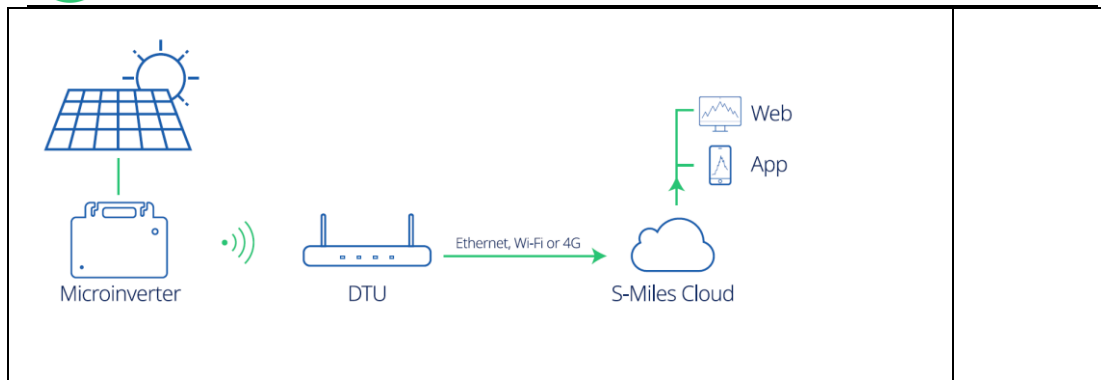 Web
App
Ethernet, Wi-Fi or 4G
Microinverter
DTU
S-Miles Cloud